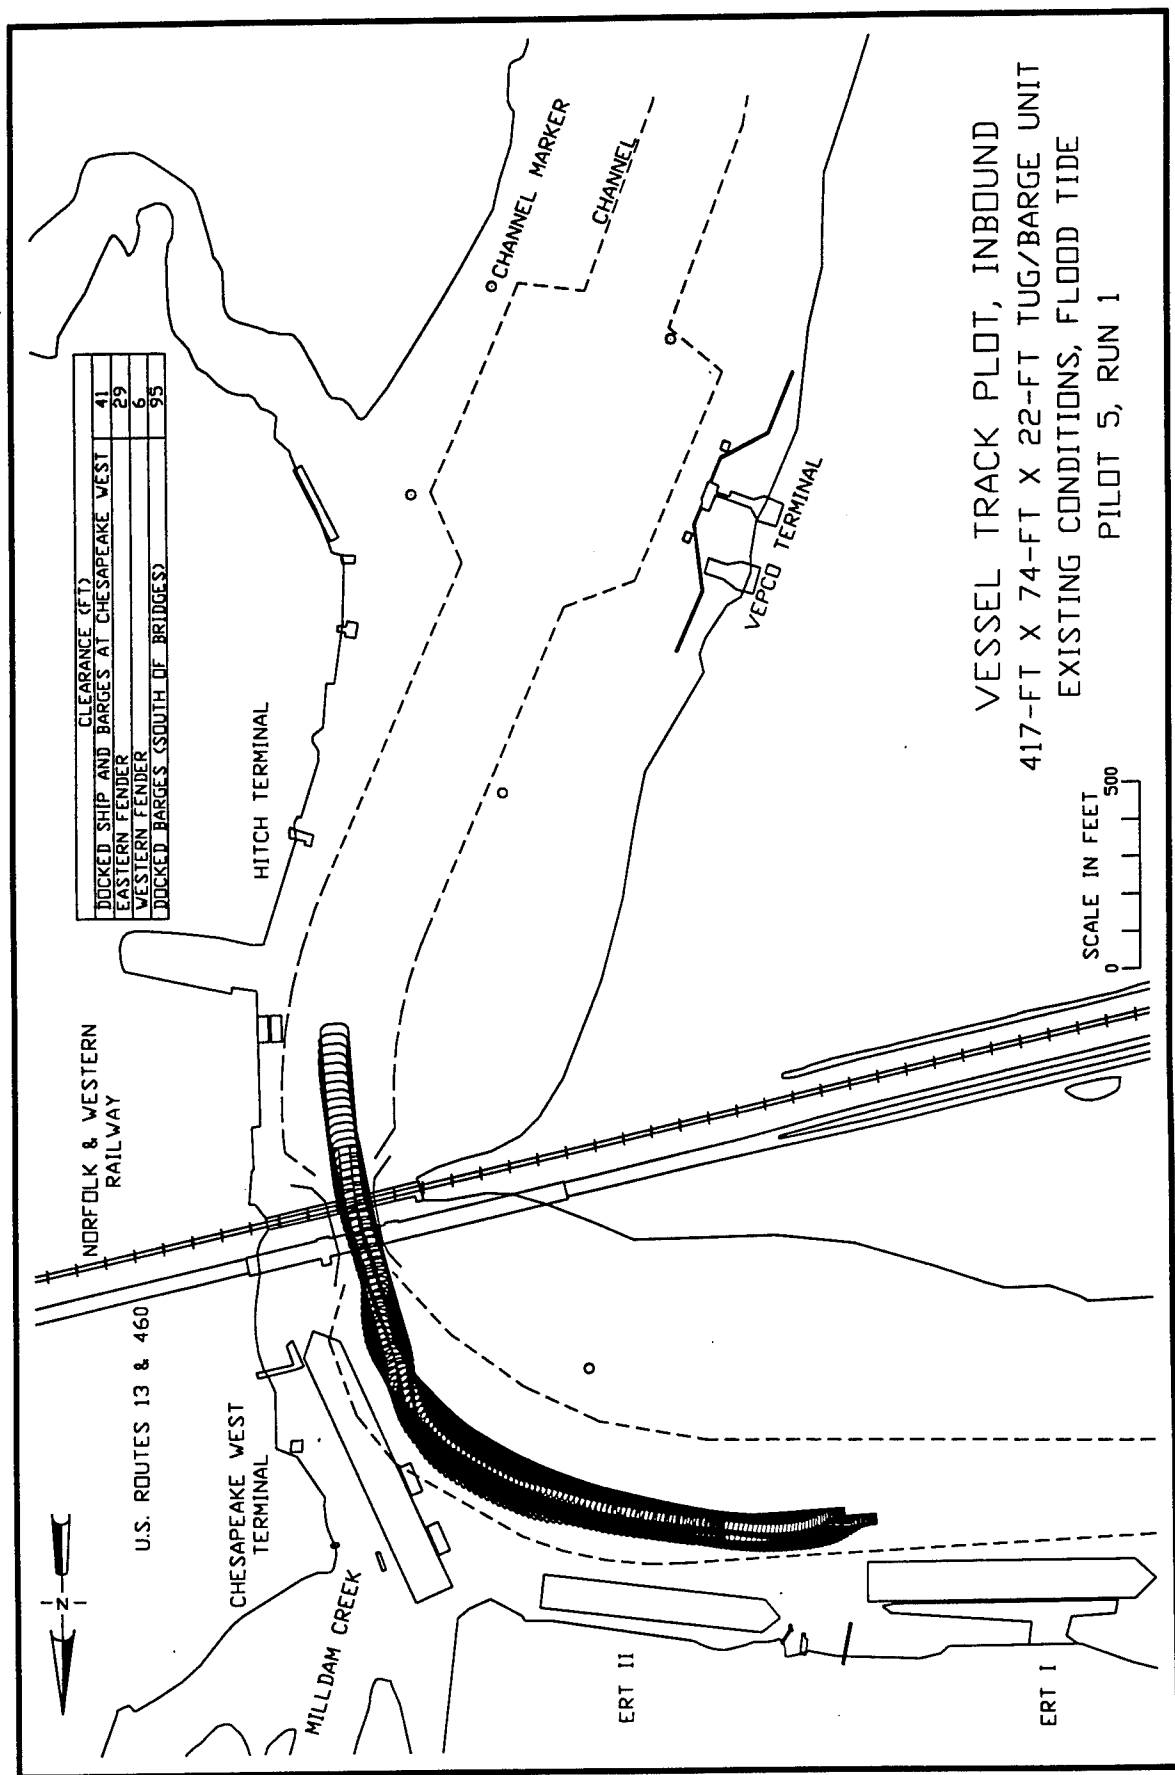 CLEARANCE (FT)
DOCKED SHIP AND BARGES AT CHESAPEAKE WEST 41
EASTERN FENDER 29
WESTERN FENDER 6
DOCKED BARGES (SOUTH OF BRIDGES) 95
N
NORFOLK & WESTERN
RAILWAY
U.S. ROUTES 13 & 460
CHESAPEAKE WEST
TERMINAL
MILLDAM CREEK
HITCH TERMINAL
CHANNEL MARKER
CHANNEL
VEPCO TERMINAL
ERT II
ERT I
SCALE IN FEET
0 500
VESSEL TRACK PLOT, INBOUND
417-FT X 74-FT X 22-FT TUG/BARGE UNIT
EXISTING CONDITIONS, FLOOD TIDE
PILOT 5, RUN 1